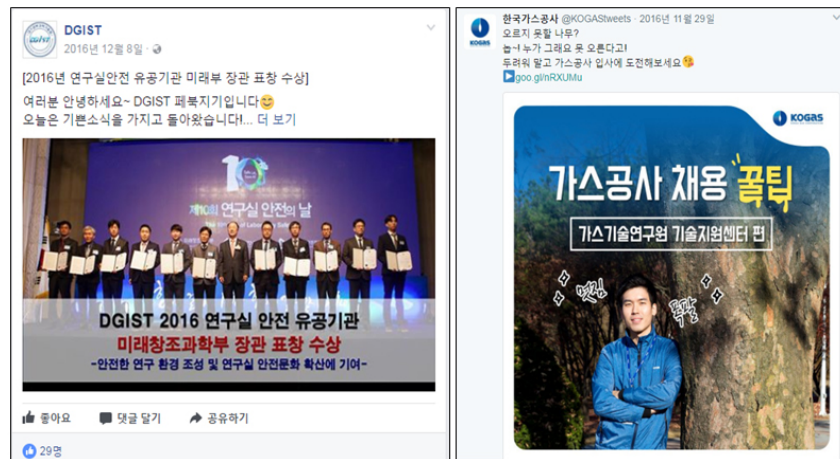 DGIST
2016년 12월 8일
[2016년 연구실안전 유공기관 미래부 장관 표창 수상]
여러분 안녕하세요~ DGIST 페북지기입니다😄
오늘은 기쁜소식을 가지고 돌아왔습니다!... 더 보기
제10회 연구실 안전의 날
DGIST 2016 연구실 안전 유공기관
미래창조과학부 장관 표창 수상
-안전한 연구 환경 조성 및 연구실 안전문화 확산에 기여-
좋아요 댓글 달기 공유하기
29명
한국가스공사 @KOGAStweets · 2016년 11월 29일
KOGAS
오르지 못할 나무?
놉~! 누가 그래요 못 오른다고!
두려워 말고 가스공사 입사에 도전해보세요😘
▶goo.gl/nRXUMu
KOGAS
가스공사 채용 꿀팁
가스기술연구원 기술지원센터 편
멋짐
폭발